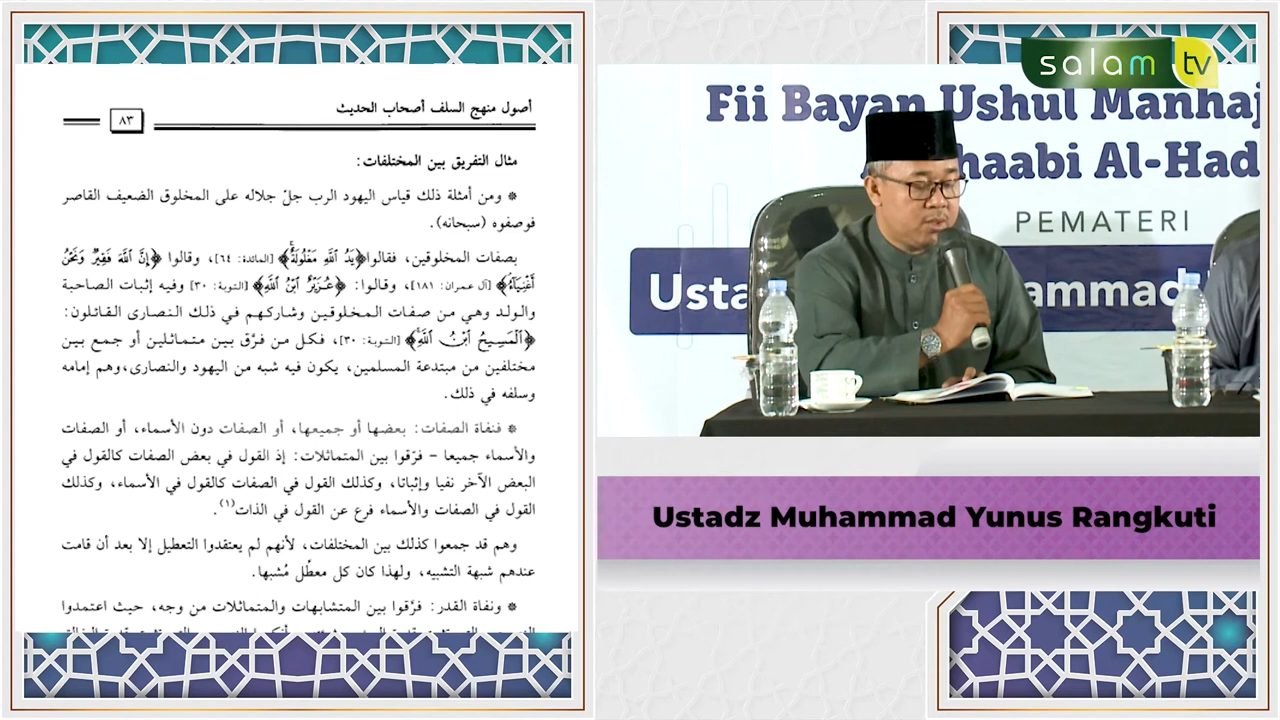 أصول منهج السلف أصحاب الحديث
٨٣
مثال التفريق بين المختلفات:
* ومن أمثلة ذلك قياس اليهود الرب جلّ جلاله على المخلوق الضعيف القاصر
فوصفوه (سبحانه).
بصفات المخلوقين، فقالوا ﴿يَدُ ٱللَّهِ مَغْلُولَةٌ﴾ [المائدة: ٦٤]، وقالوا ﴿إِنَّ ٱللَّهَ فَقِيرٌ وَنَحْنُ
أَغْنِيَآءُ﴾ [آل عمران: ١٨١]، وقالوا: ﴿عُزَيْرٌ ٱبْنُ ٱللَّهِ﴾ [التوبة: ٣٠] وفيه إثبات الصاحبة
والولد وهي من صفات المخلوقين وشاركهم في ذلك النصارى القائلون:
﴿ٱلْمَسِيحُ ٱبْنُ ٱللَّهِ﴾ [التوبة: ٣٠]، فكل من فرَّق بين متماثلين أو جمع بين
مختلفين من مبتدعة المسلمين، يكون فيه شبه من اليهود والنصارى، وهم إمامه
وسلفه في ذلك.
* فنفاة الصفات: بعضها أو جميعها، أو الصفات دون الأسماء، أو الصفات
والأسماء جميعا - فرّقوا بين المتماثلات: إذ القول في بعض الصفات كالقول في
البعض الآخر نفيا وإثباتا، وكذلك القول في الصفات كالقول في الأسماء، وكذلك
القول في الصفات والأسماء فرع عن القول في الذات(١).
وهم قد جمعوا كذلك بين المختلفات، لأنهم لم يعتقدوا التعطيل إلا بعد أن قامت
عندهم شبهة التشبيه، ولهذا كان كل معطِّل مُشبها.
* ونفاة القدر: فرَّقوا بين المتشابهات والمتماثلات من وجه، حيث اعتمدوا
salam tv
Fii Bayan Ushul Manhaj
haabi Al-Had
PEMATERI
Usta ammad
Ustadz Muhammad Yunus Rangkuti